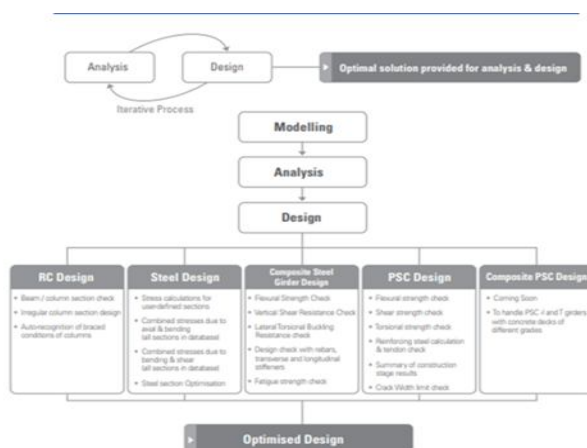 Analysis
Design
Optimal solution provided for analysis & design
Iterative Process
Modelling
Analysis
Design
RC Design
• Beam / column section check
• Irregular column section design
• Auto-recognition of braced
conditions of columns
Steel Design
• Stress calculations for
user-defined sections
• Combined stresses due to
axial & bending
(all sections in database)
• Combined stresses due to
bending & shear
(all sections in database)
• Steel section Optimisation
Composite Steel
Girder Design
• Flexural Strength Check
• Vertical Shear Resistance Check
• Lateral Torsional Buckling
Resistance check
• Design check with rebars,
transverse and longitudinal
stiffeners
• Fatigue strength check
PSC Design
• Flexural strength check
• Shear strength check
• Torsional strength check
• Reinforcing steel calculation
& tendon check
• Summary of construction
stage results
• Crack Width limit check
Composite PSC Design
• Coming Soon
• To handle PSC-I and T girders
with concrete decks of
different grades
Optimised Design